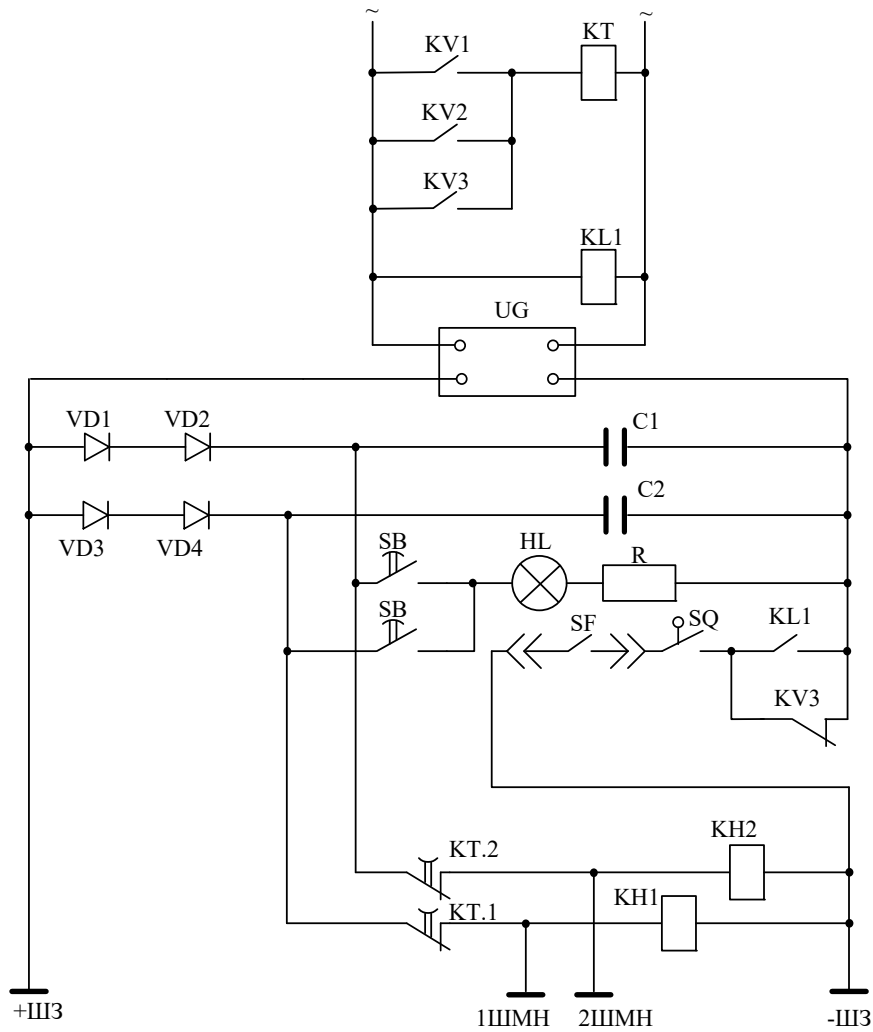 ~ ~
KV1 KT
KV2
KV3
KL1
UG
VD1 VD2 C1
VD3 VD4 C2
SB HL R
SB SF SQ KL1
KV3
KT.2 KH2
KT.1 KH1
+ШЗ 1ШМН 2ШМН -ШЗ